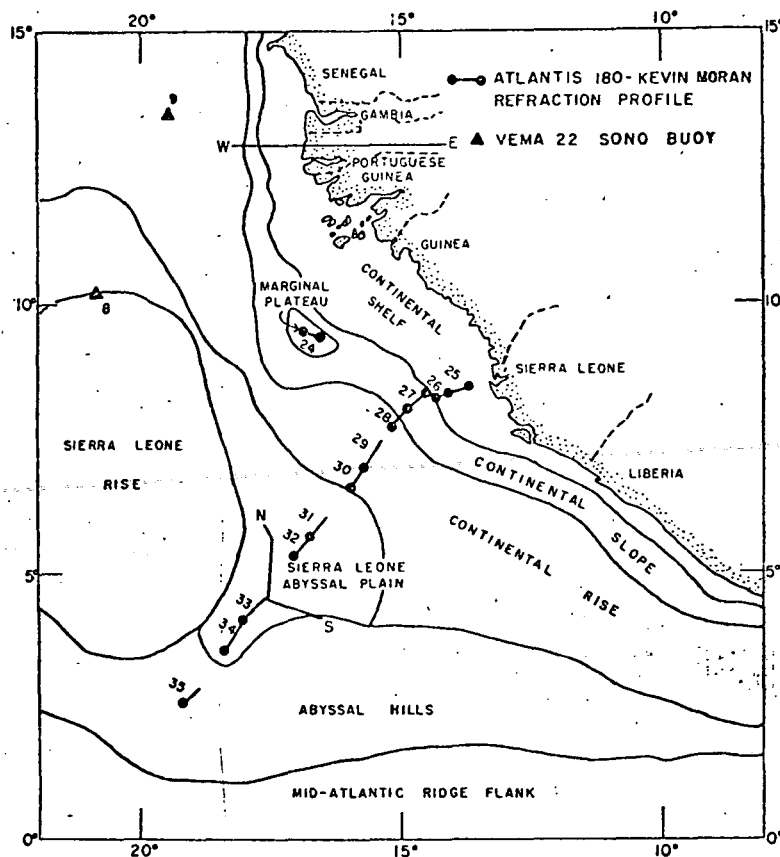 20°
15°
10°
15°
15°
SENEGAL
ATLANTIS 180-KEVIN MORAN
REFRACTION PROFILE
9
GAMBIA
W
E
VEMA 22 SONO BUOY
PORTUGUESE
GUINEA
GUINEA
CONTINENTAL
SHELF
MARGINAL
PLATEAU
10°
10°
8
24
25
SIERRA LEONE
26
27
28
SIERRA LEONE
RISE
29
30
LIBERIA
CONTINENTAL
SLOPE
CONTINENTAL
RISE
N
31
32
SIERRA LEONE
ABYSSAL PLAIN
5°
5°
33
34
S
35
ABYSSAL HILLS
MID-ATLANTIC RIDGE FLANK
0°
0°
20°
15°
10°